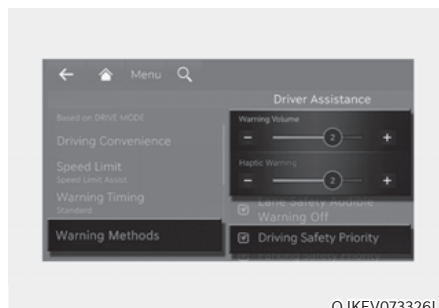 Menu
Driver Assistance
Based on DRIVE MODE
Driving Convenience
Speed Limit
Speed Limit Assist
Warning Timing
Standard
Warning Methods
Warning Volume
2
Haptic Warning
2
Lane Safety Audible
Warning Off
Driving Safety Priority